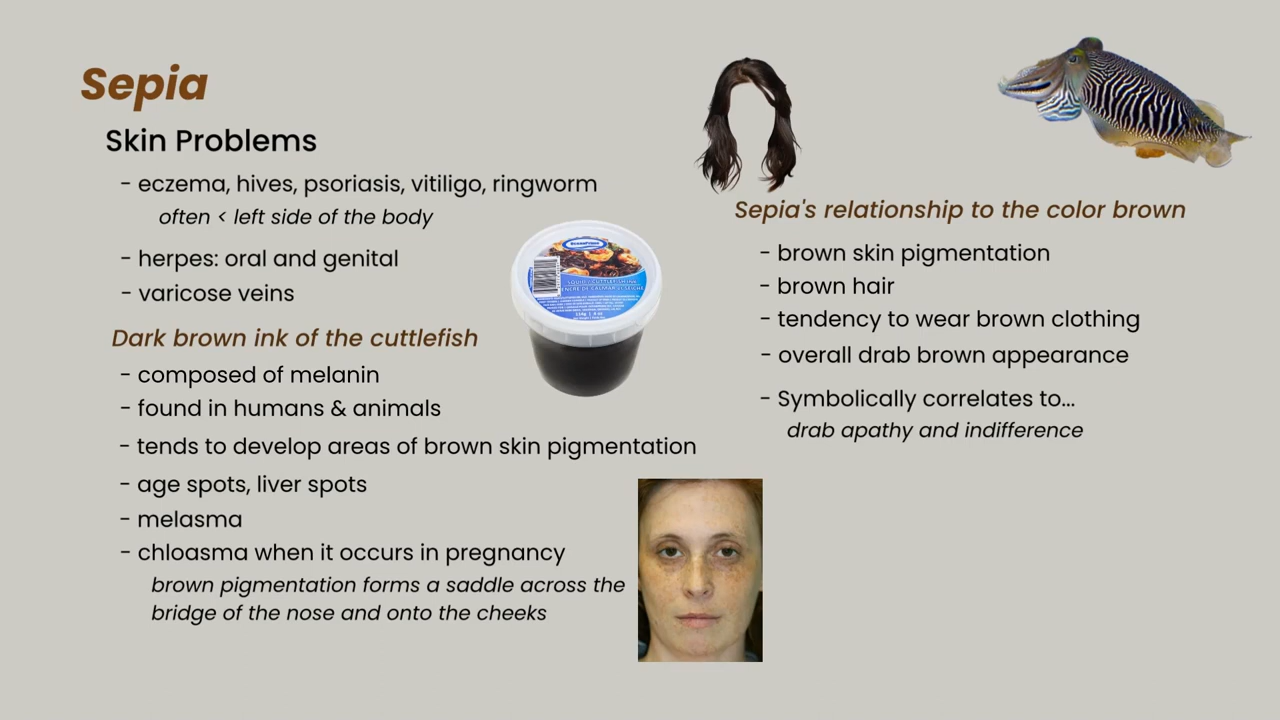 Sepia
Skin Problems
- eczema, hives, psoriasis, vitiligo, ringworm
often < left side of the body
- herpes: oral and genital
- varicose veins
Dark brown ink of the cuttlefish
- composed of melanin
- found in humans & animals
- tends to develop areas of brown skin pigmentation
- age spots, liver spots
- melasma
- chloasma when it occurs in pregnancy
brown pigmentation forms a saddle across the
bridge of the nose and onto the cheeks
Sepia's relationship to the color brown
- brown skin pigmentation
- brown hair
- tendency to wear brown clothing
- overall drab brown appearance
- Symbolically correlates to...
drab apathy and indifference
ENCRE DE CALMAR